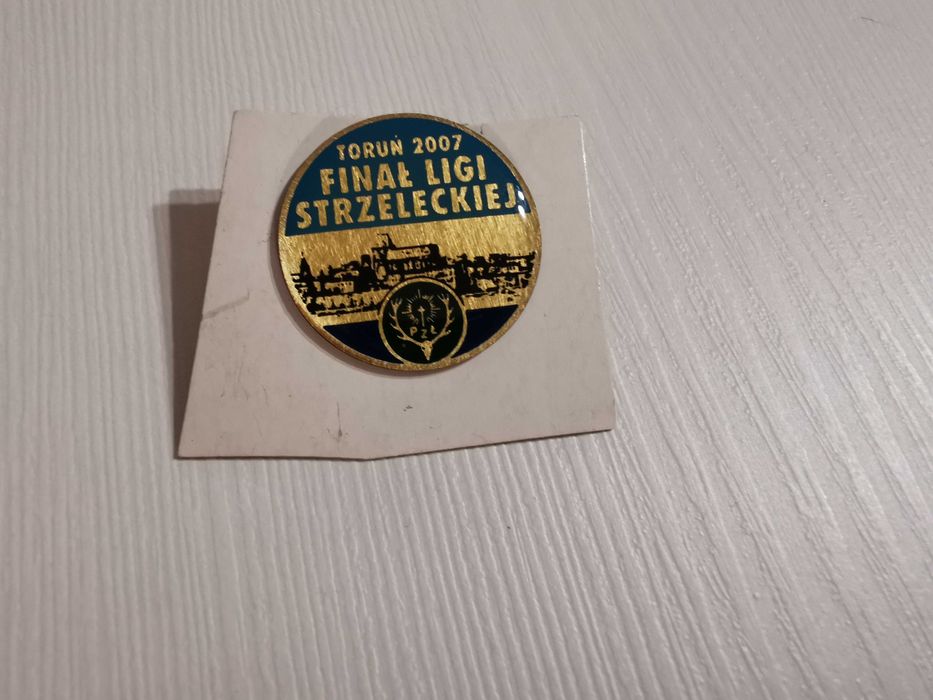 TORUŃ 2007
FINAŁ LIGI
STRZELECKIEJ
PZŁ